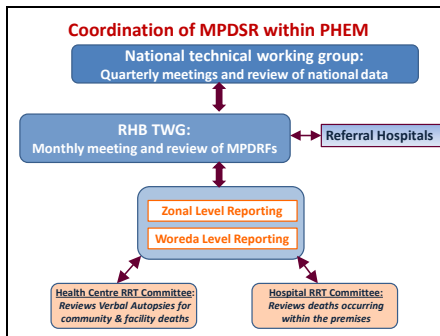 Coordination of MPDSR within PHEM
National technical working group:
Quarterly meetings and review of national data
RHB TWG:
Monthly meeting and review of MPDRFs
Referral Hospitals
Zonal Level Reporting
Woreda Level Reporting
Health Centre RRT Committee:
Reviews Verbal Autopsies for
community & facility deaths
Hospital RRT Committee:
Reviews deaths occurring
within the premises